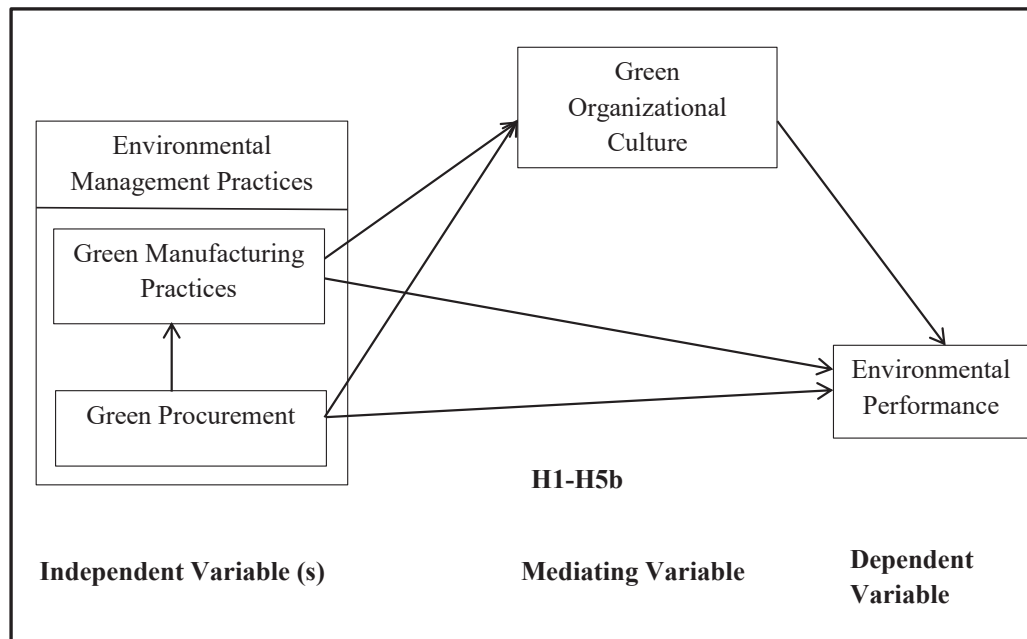 Green
Organizational
Culture
Environmental
Management Practices
Green Manufacturing
Practices
Green Procurement
Environmental
Performance
H1-H5b
Independent Variable (s)
Mediating Variable
Dependent
Variable